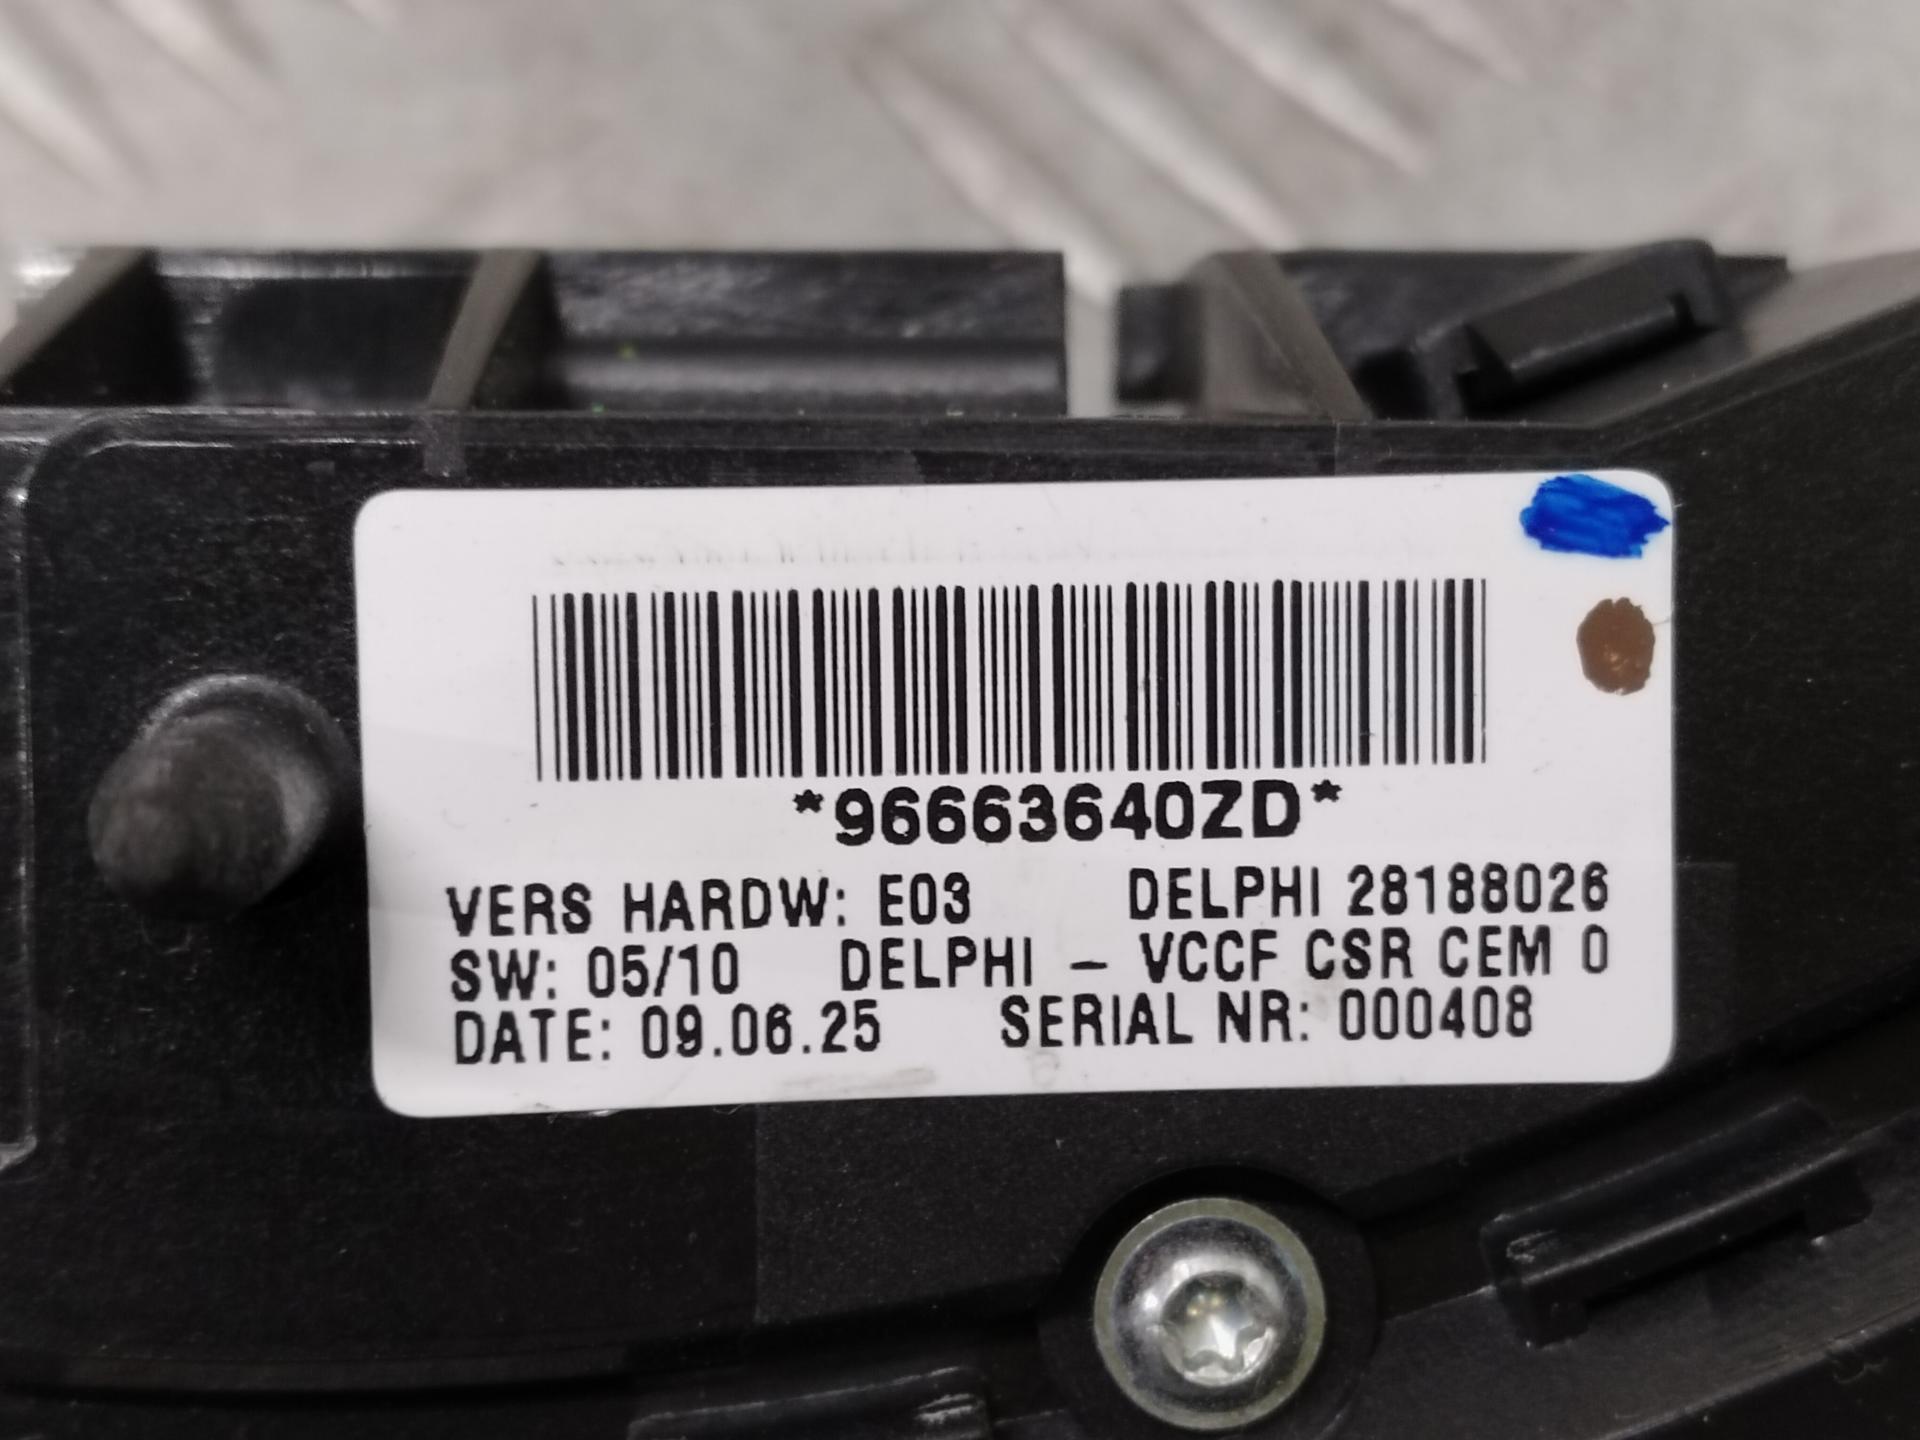 *96663640ZD*
VERS HARDW: E03 DELPHI 28188026
SW: 05/10 DELPHI - VCCF CSR CEM 0
DATE: 09.06.25 SERIAL NR: 000408